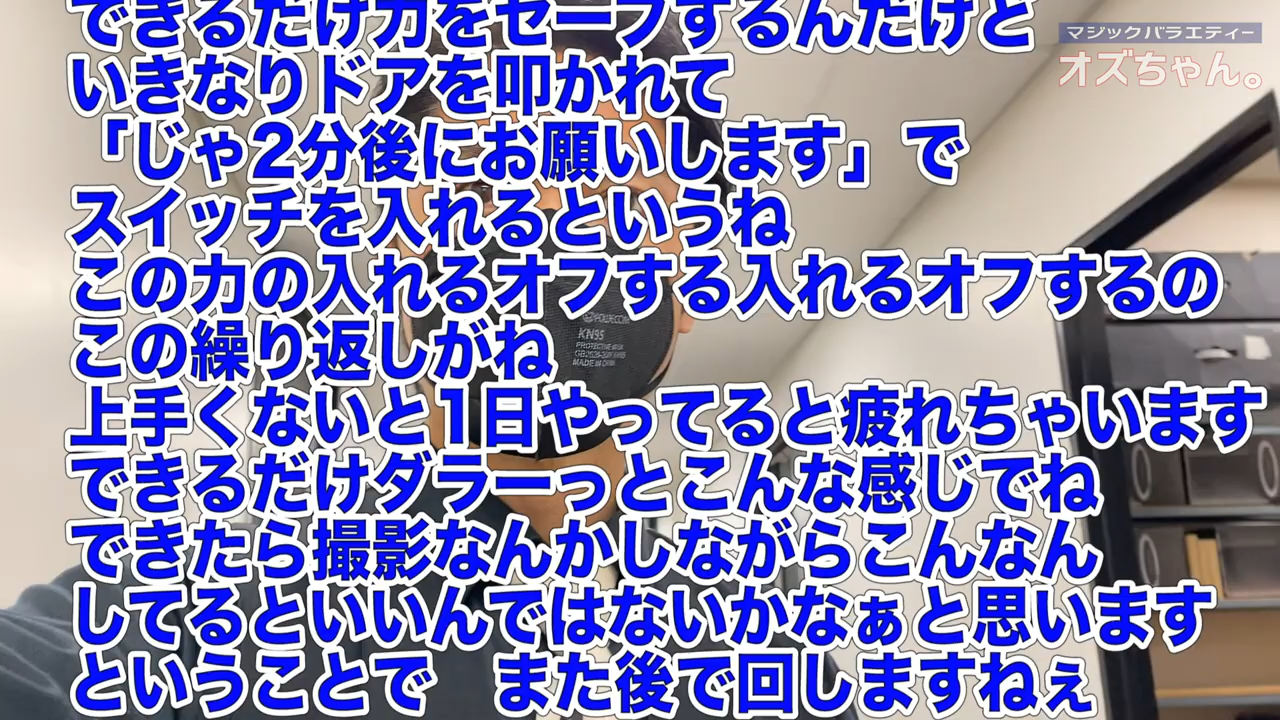 できるだけ力をセーブするんだけど
いきなりドアを叩かれて
「じゃ2分後にお願いします」で
スイッチを入れるというね
この力の入れるオフする入れるオフするの
この繰り返しがね
上手くないと1日やってると疲れちゃいます
できるだけダラーっとこんな感じでね
できたら撮影なんかしながらこんなん
してるといいんではないかなぁと思います
ということで　また後で回しますねぇ
マジックバラエティー
オズちゃん。
KN95
PROTECTIVE MASK
MADE IN CHINA